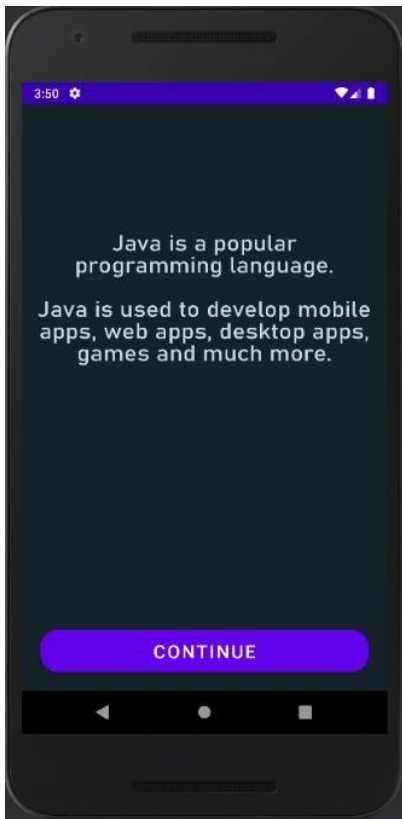 3:50
Java is a popular
programming language.
Java is used to develop mobile
apps, web apps, desktop apps,
games and much more.
CONTINUE